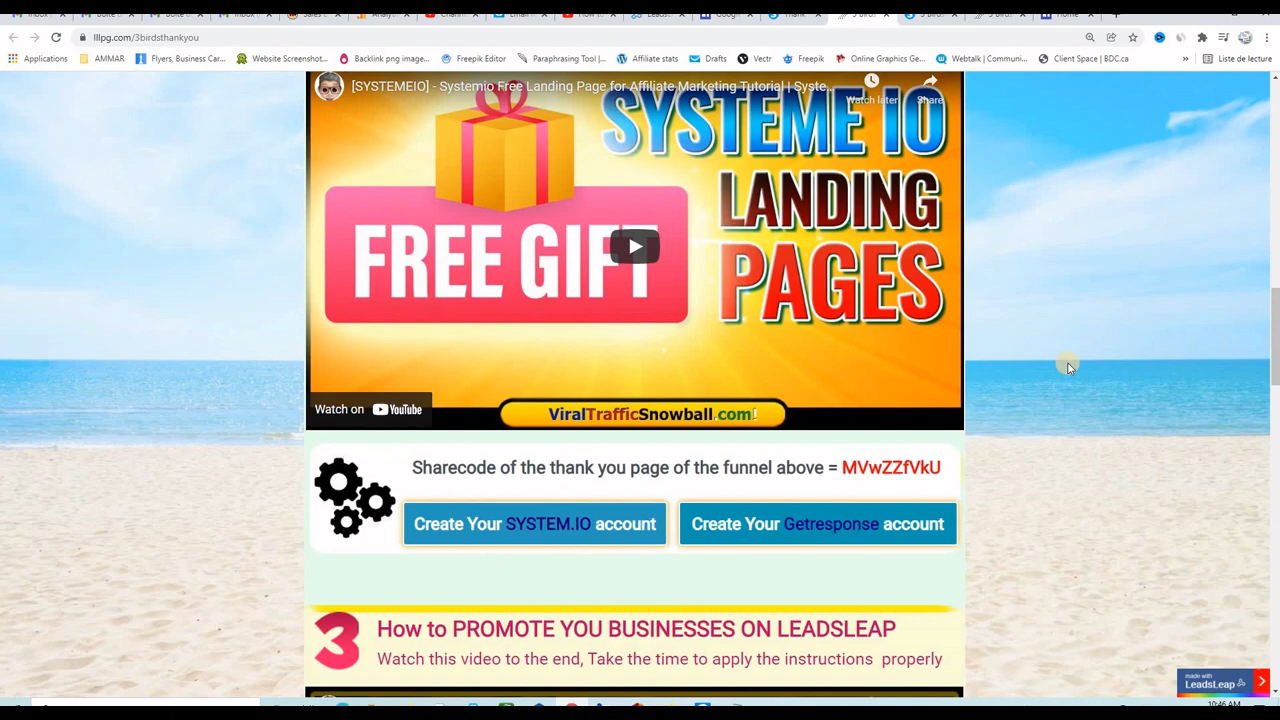 lllpg.com/3birdsthankyou
Applications AMMAR Flyers, Business Car... Website Screenshot... Backlink png image... Freepik Editor Paraphrasing Tool |... Affiliate stats Drafts Vectr Freepik Online Graphics Ge... Webtalk | Communi... Client Space | BDC.ca » Liste de lecture
[SYSTEMEIO] - Systemio Free Landing Page for Affiliate Marketing Tutorial | Syste...
Watch later Share
SYSTEME IO
LANDING
PAGES
FREE GIFT
Watch on YouTube
ViralTrafficSnowball.com!
Sharecode of the thank you page of the funnel above = MVwZZfVkU
Create Your SYSTEM.IO account
Create Your Getresponse account
3
How to PROMOTE YOU BUSINESSES ON LEADSLEAP
Watch this video to the end, Take the time to apply the instructions properly
made with
LeadsLeap
10:46 AM